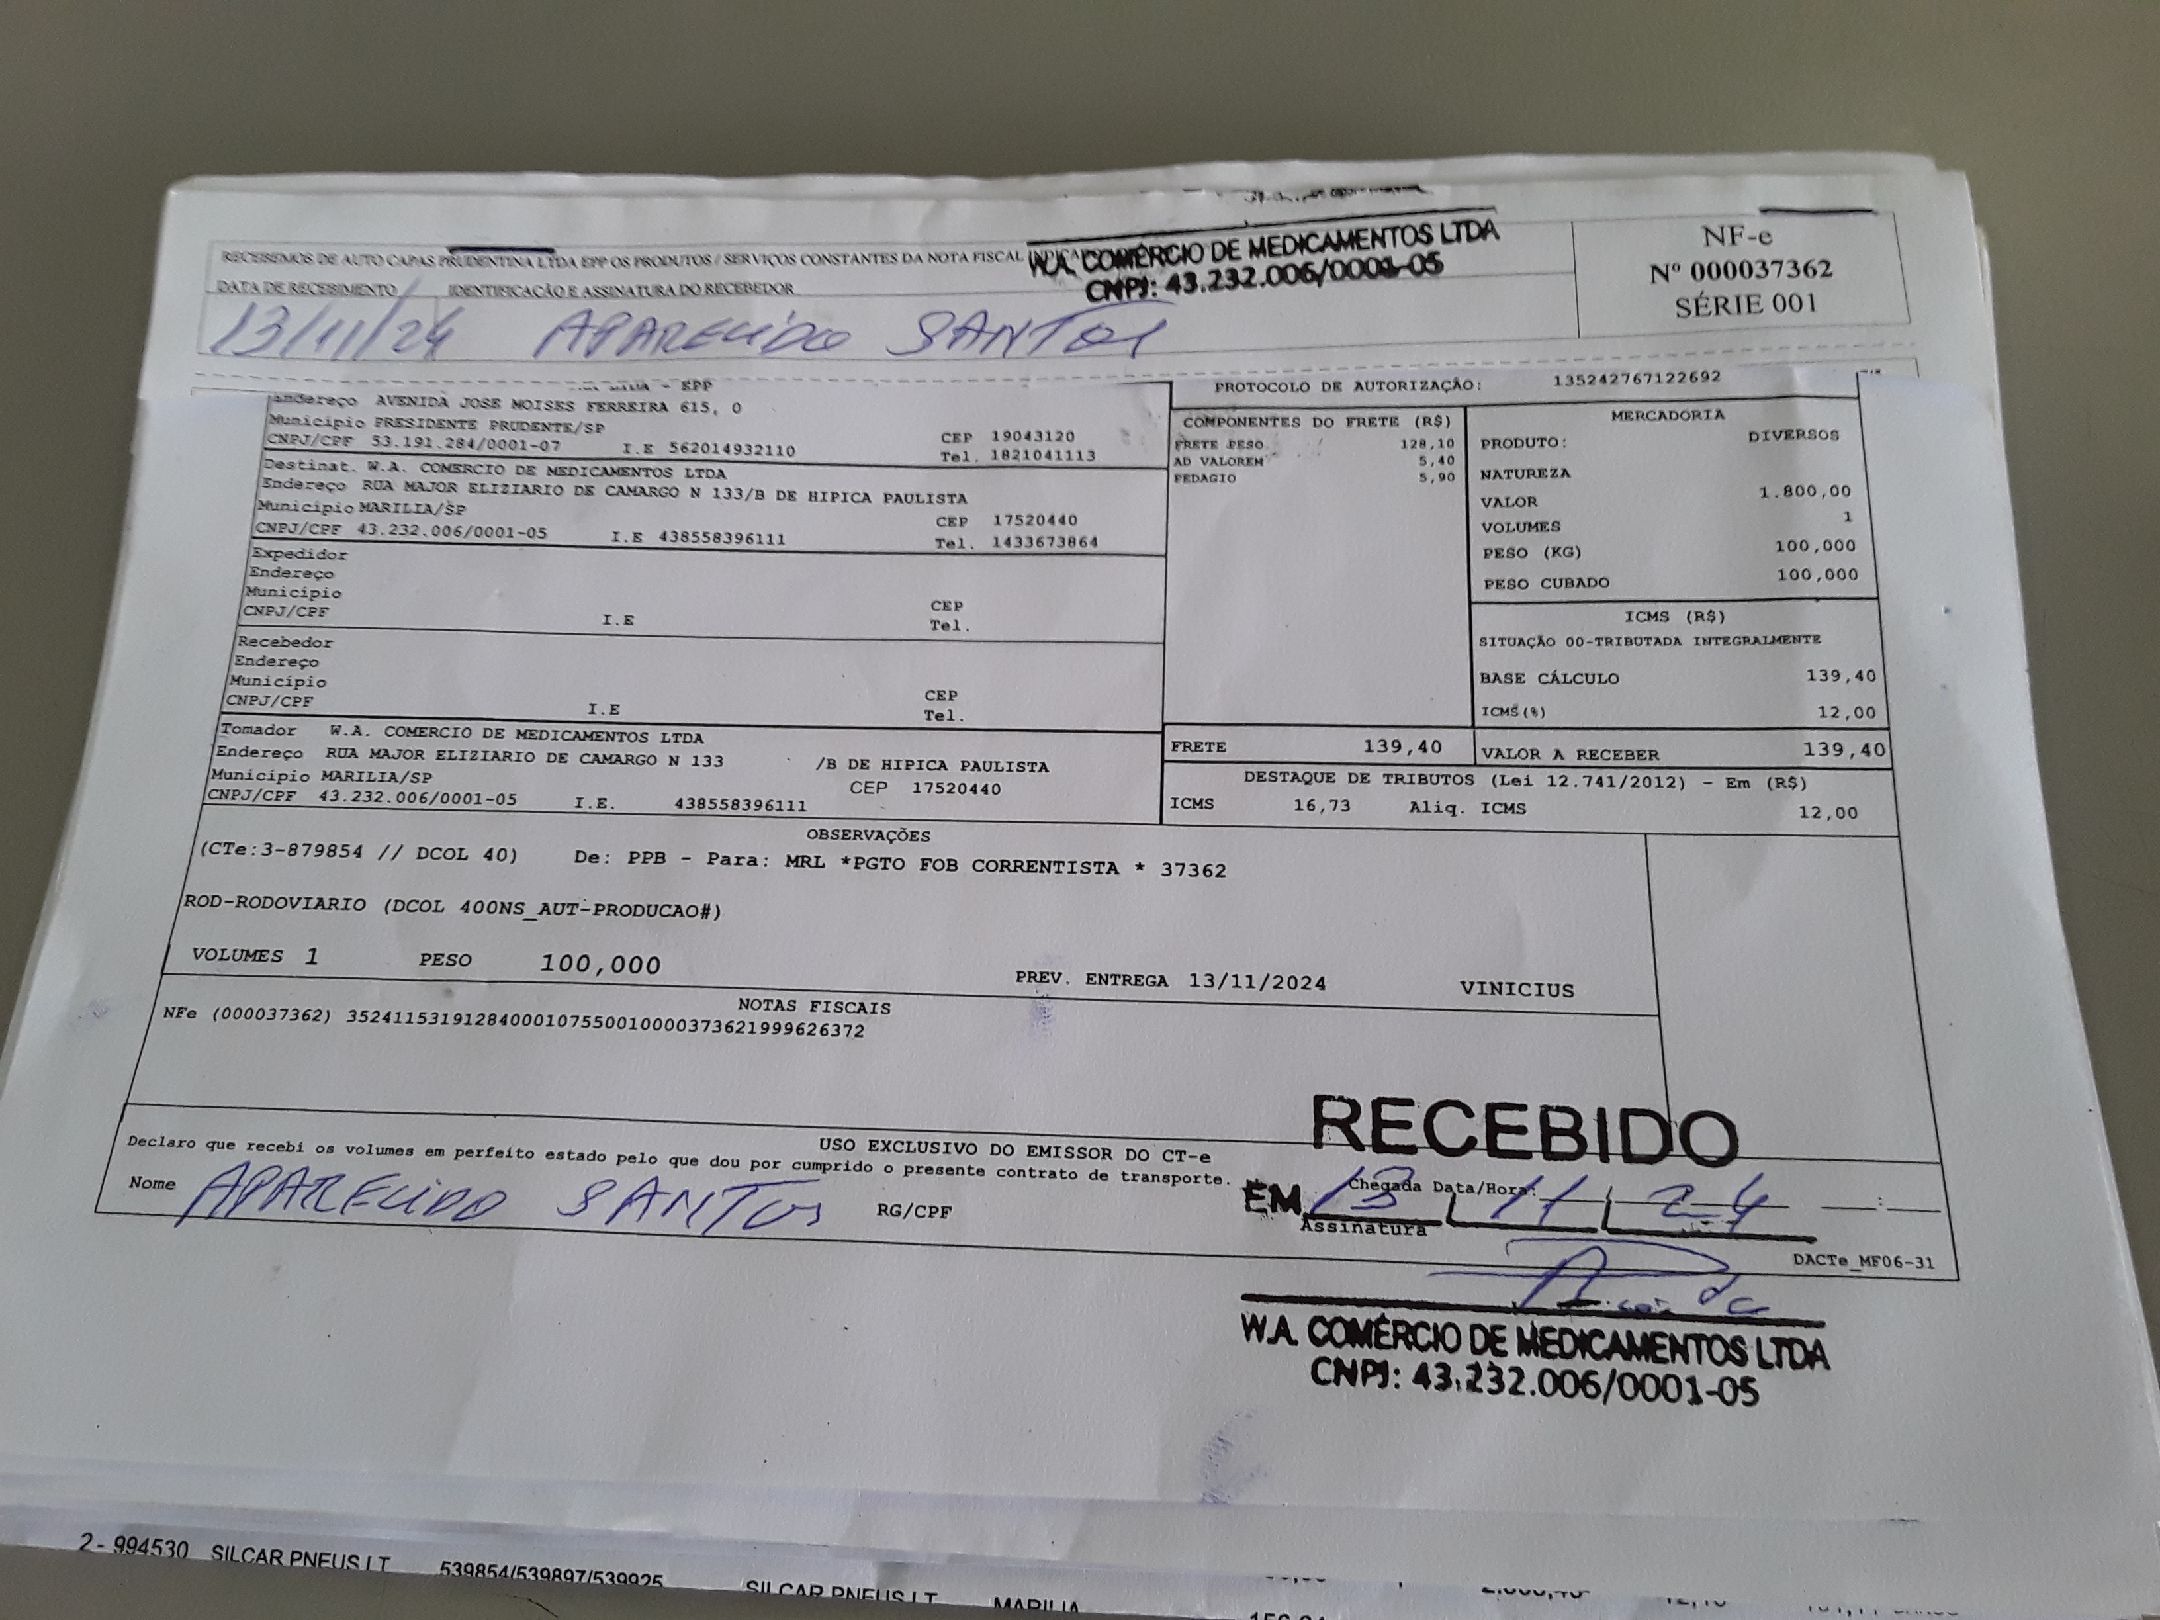 W.A. COMÉRCIO DE MEDICAMENTOS LTDA
CNPJ: 43.232.006/0001-05
RECEBEMOS DE AUTO CAPAS PRUDENTINA LTDA EPP OS PRODUTOS / SERVIÇOS CONSTANTES DA NOTA FISCAL
DATA DE RECEBIMENTO IDENTIFICAÇÃO E ASSINATURA DO RECEBEDOR
13/11/24 APARECIDO SANTOS
NF-e
Nº 000037362
SÉRIE 001
- EPP
Endereço AVENIDA JOSE MOISES FERREIRA 615, 0
Município PRESIDENTE PRUDENTE/SP CEP 19043120
CNPJ/CPF 53.191.284/0001-07 I.E 562014932110 Tel. 1821041113
Destinat. W.A. COMERCIO DE MEDICAMENTOS LTDA
Endereço RUA MAJOR ELIZIARIO DE CAMARGO N 133/B DE HIPICA PAULISTA
Município MARILIA/SP CEP 17520440
CNPJ/CPF 43.232.006/0001-05 I.E 438558396111 Tel. 1433673864
Expedidor
Endereço
Município CEP
CNPJ/CPF I.E Tel.
Recebedor
Endereço
Município CEP
CNPJ/CPF I.E Tel.
Tomador W.A. COMERCIO DE MEDICAMENTOS LTDA
Endereço RUA MAJOR ELIZIARIO DE CAMARGO N 133 /B DE HIPICA PAULISTA
Município MARILIA/SP CEP 17520440
CNPJ/CPF 43.232.006/0001-05 I.E. 438558396111
PROTOCOLO DE AUTORIZAÇÃO: 135242767122692
COMPONENTES DO FRETE (R$)
FRETE PESO 128,10
AD VALOREM 5,40
PEDAGIO 5,90
MERCADORIA
PRODUTO: DIVERSOS
NATUREZA
VALOR 1.800,00
VOLUMES 1
PESO (KG) 100,000
PESO CUBADO 100,000
ICMS (R$)
SITUAÇÃO 00-TRIBUTADA INTEGRALMENTE
BASE CÁLCULO 139,40
ICMS(%) 12,00
FRETE 139,40 VALOR A RECEBER 139,40
DESTAQUE DE TRIBUTOS (Lei 12.741/2012) - Em (R$)
ICMS 16,73 Aliq. ICMS 12,00
OBSERVAÇÕES
(CTe:3-879854 // DCOL 40) De: PPB - Para: MRL *PGTO FOB CORRENTISTA * 37362
ROD-RODOVIARIO (DCOL 400NS_AUT-PRODUCAO#)
VOLUMES 1 PESO 100,000 PREV. ENTREGA 13/11/2024 VINICIUS
NOTAS FISCAIS
NFe (000037362) 35241153191284000107550010000373621999626372
USO EXCLUSIVO DO EMISSOR DO CT-e
Declaro que recebi os volumes em perfeito estado pelo que dou por cumprido o presente contrato de transporte.
Nome APARECIDO SANTOS RG/CPF
RECEBIDO
Chegada Data/Hora:
EM 13 / 11 / 24
Assinatura
DACTe_MF06-31
W.A. COMÉRCIO DE MEDICAMENTOS LTDA
CNPJ: 43.232.006/0001-05
2 - 994530 SILCAR PNEUS LT 539854/539897/539925 SILCAR PNEUS LT MARILIA